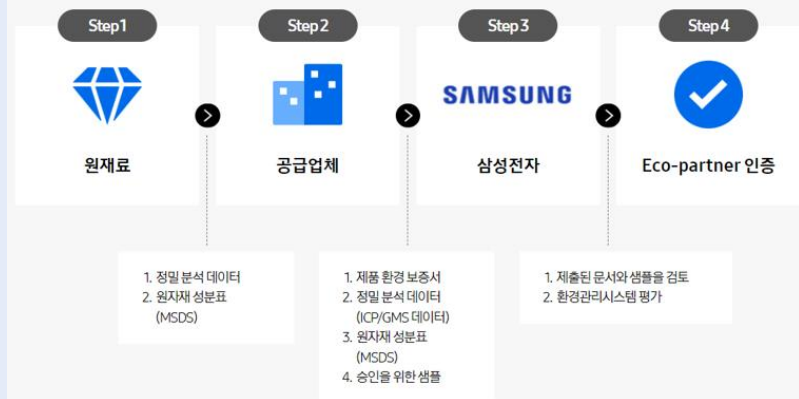 Step1
Step2
Step3
Step4
SAMSUNG
원재료
공급업체
삼성전자
Eco-partner 인증
1. 정밀 분석 데이터
2. 원자재 성분표
(MSDS)
1. 제품 환경 보증서
2. 정밀 분석 데이터
(ICP/GMS 데이터)
3. 원자재 성분표
(MSDS)
4. 승인을 위한 샘플
1. 제출된 문서와 샘플을 검토
2. 환경관리시스템 평가